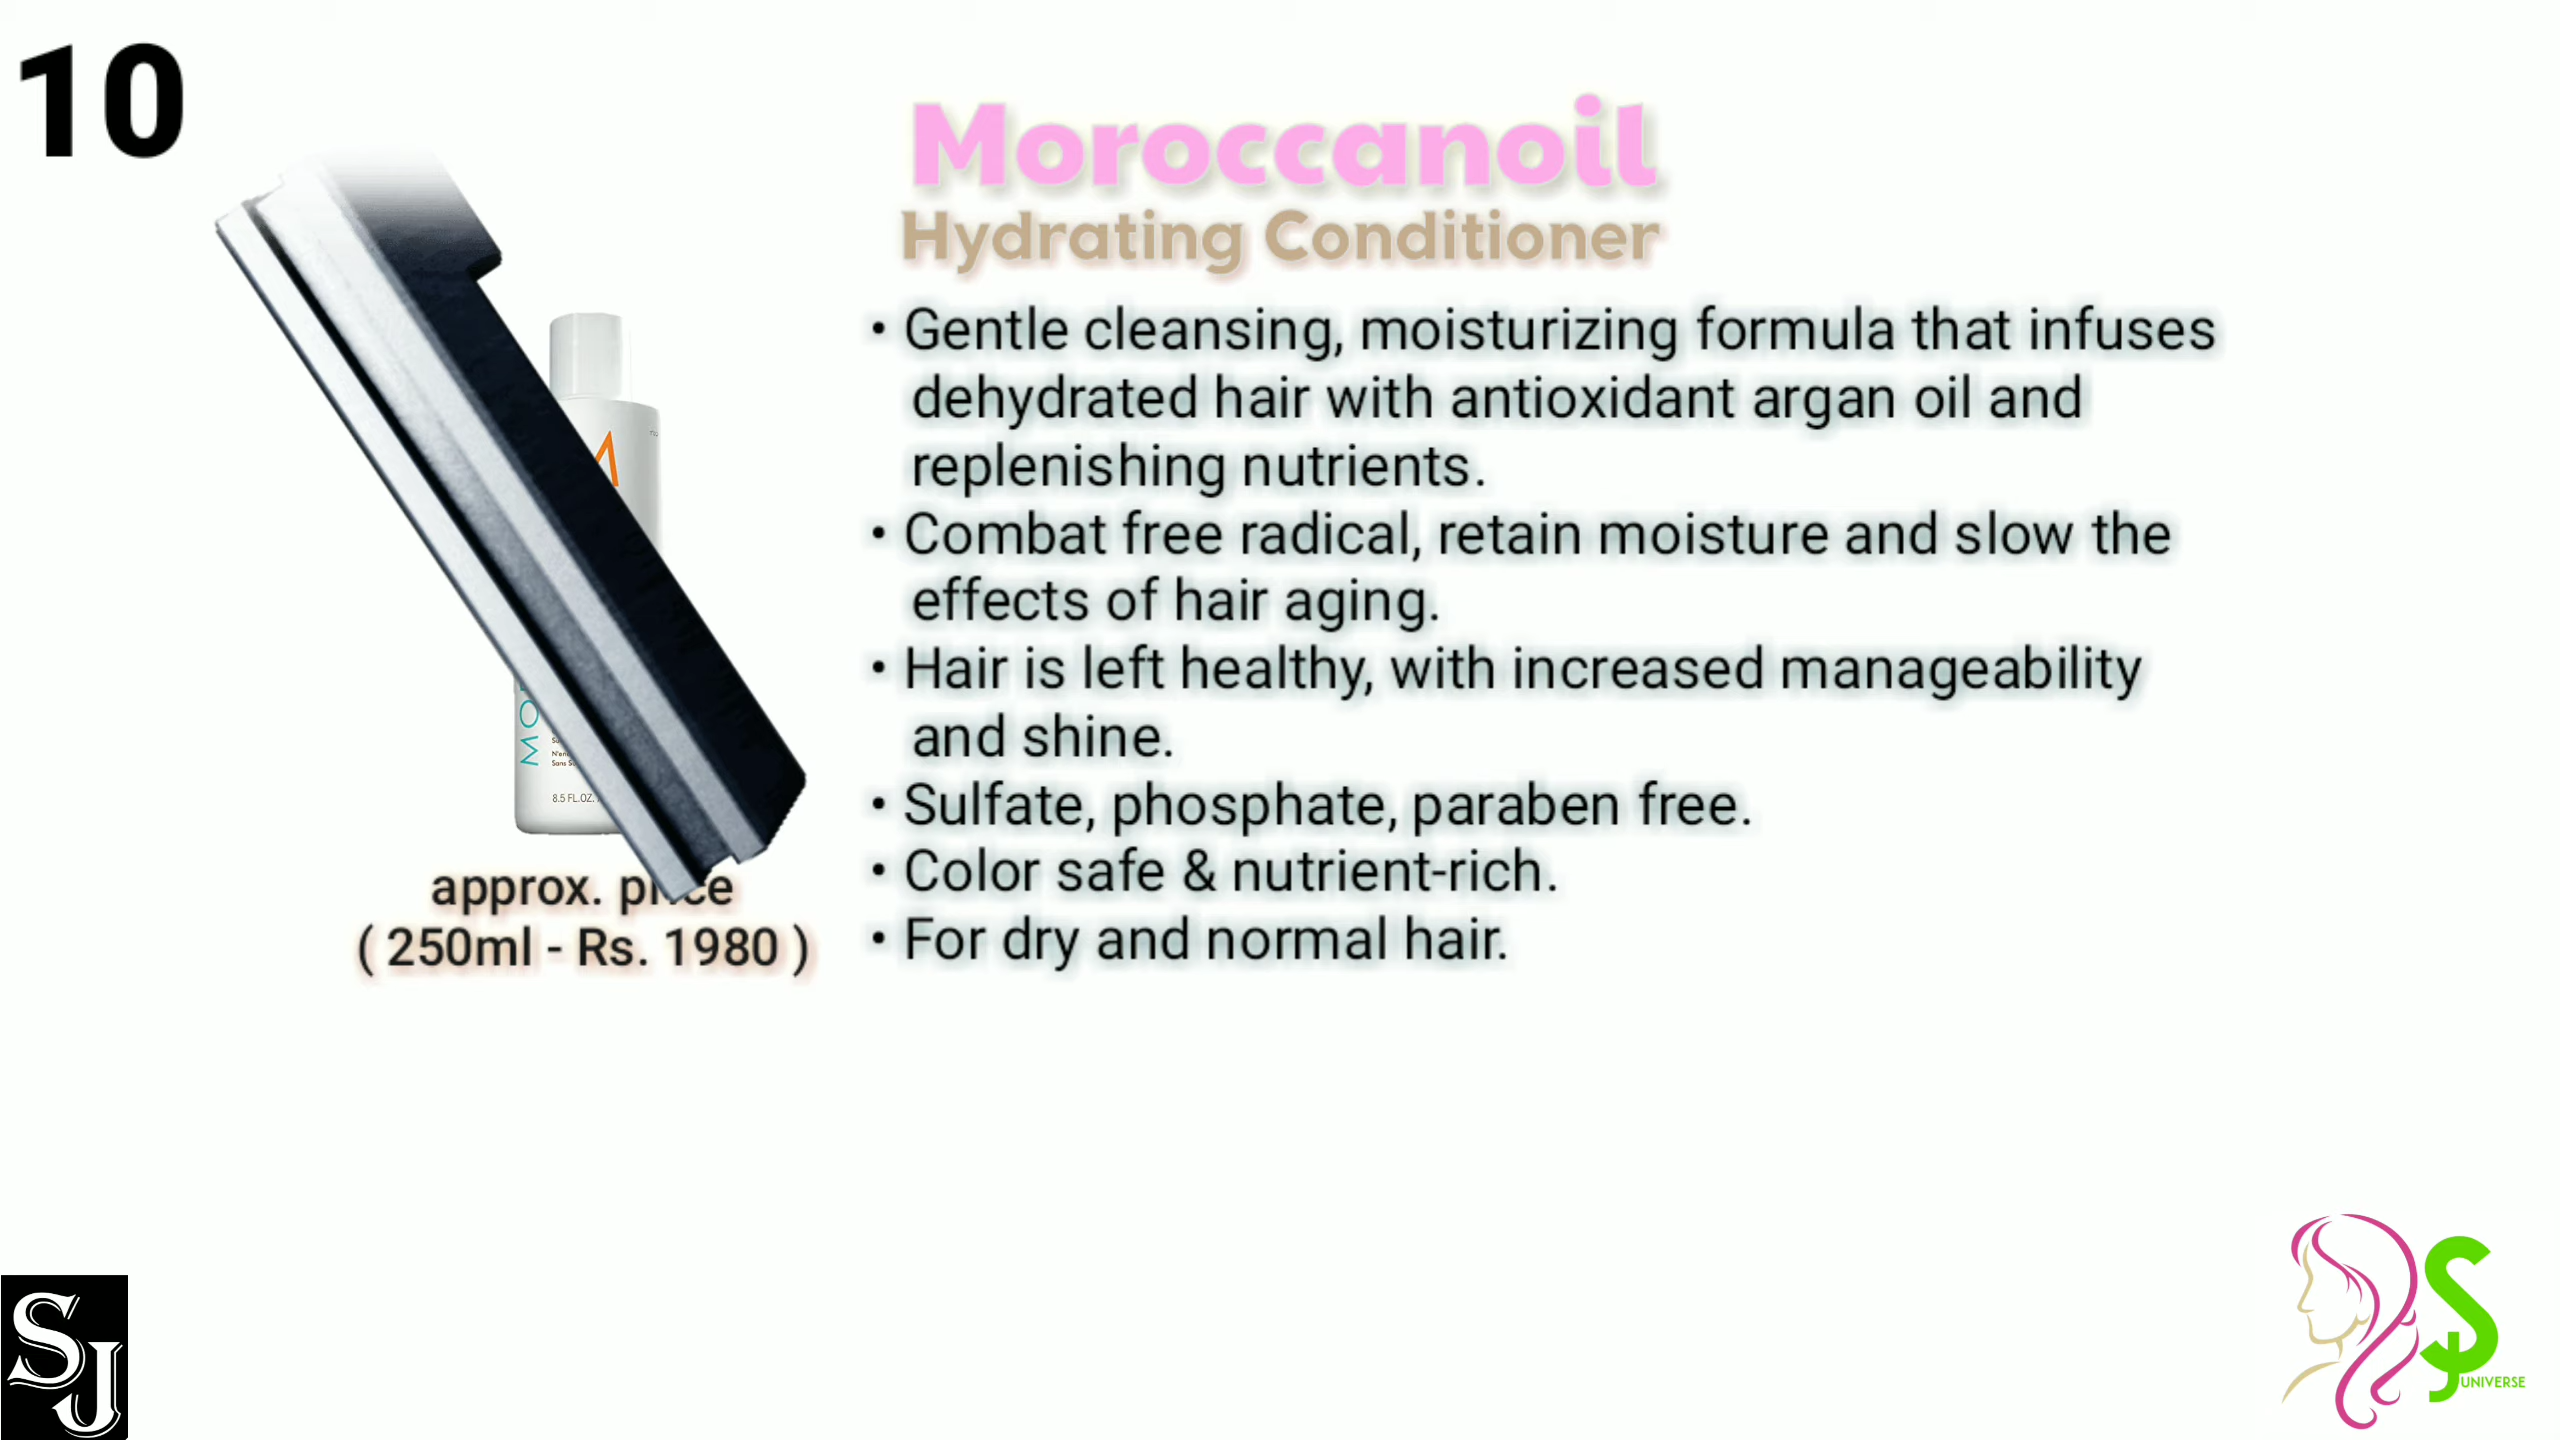 10
Moroccanoil
Hydrating Conditioner
• Gentle cleansing, moisturizing formula that infuses
dehydrated hair with antioxidant argan oil and
replenishing nutrients.
• Combat free radical, retain moisture and slow the
effects of hair aging.
• Hair is left healthy, with increased manageability
and shine.
• Sulfate, phosphate, paraben free.
• Color safe & nutrient-rich.
• For dry and normal hair.
M
8.5 FL.OZ.
approx. price
( 250ml - Rs. 1980 )
SJ
SJ
UNIVERSE